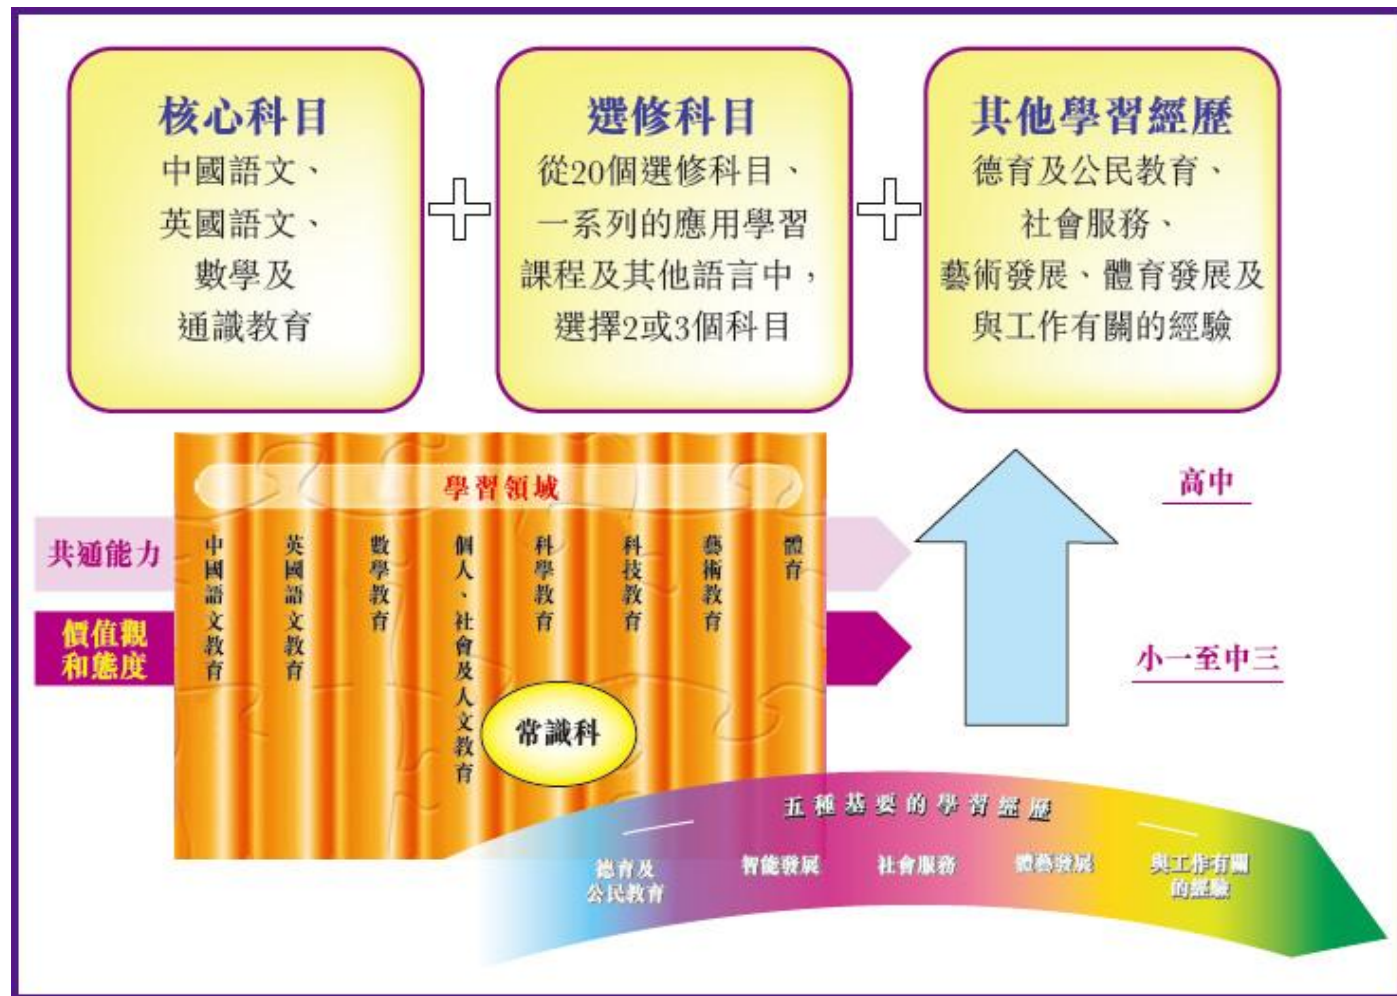 核心科目
中國語文、
英國語文、
數學及
通識教育
選修科目
從20個選修科目、
一系列的應用學習
課程及其他語言中，
選擇2或3個科目
其他學習經歷
德育及公民教育、
社會服務、
藝術發展、體育發展及
與工作有關的經驗
學習領域
共通能力
價值觀
和態度
中國語文教育
英國語文教育
數學教育
個人、社會及人文教育
科學教育
科技教育
藝術教育
體育
常識科
高中
小一至中三
五種基要的學習經歷
德育及
公民教育
智能發展
社會服務
體藝發展
與工作有關
的經驗